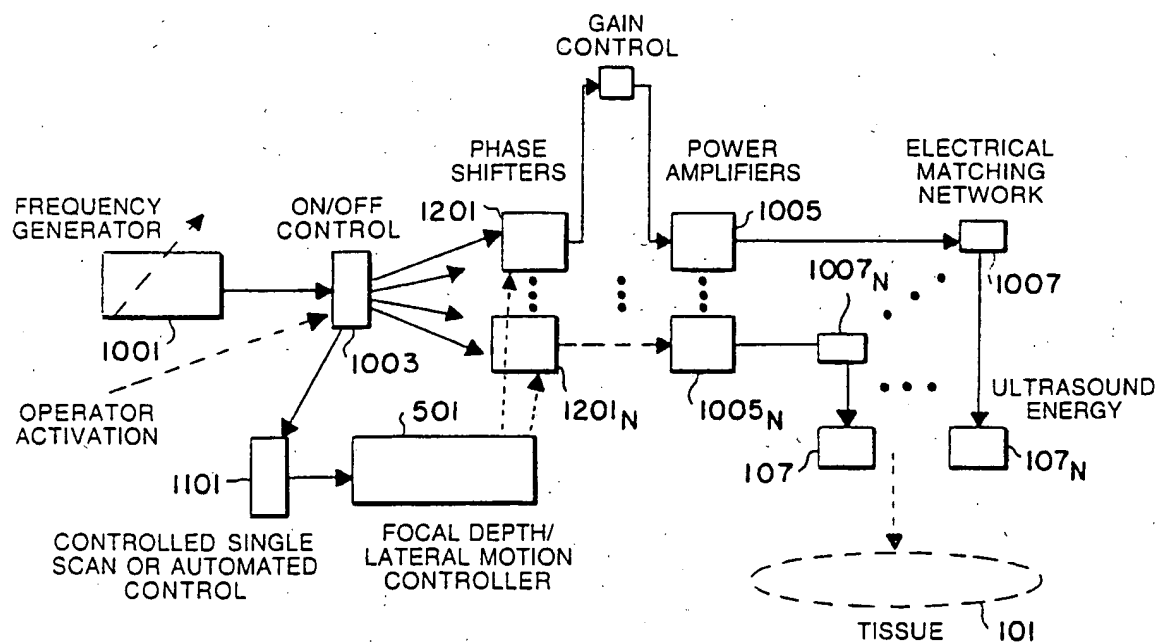 GAIN
CONTROL
PHASE
SHIFTERS
POWER
AMPLIFIERS
ELECTRICAL
MATCHING
NETWORK
FREQUENCY
GENERATOR
ON/OFF
CONTROL
1201
1005
1007
1007N
1001
1003
1201N
1005N
OPERATOR
ACTIVATION
501
ULTRASOUND
ENERGY
107
107N
1101
CONTROLLED SINGLE
SCAN OR AUTOMATED
CONTROL
FOCAL DEPTH/
LATERAL MOTION
CONTROLLER
TISSUE
101